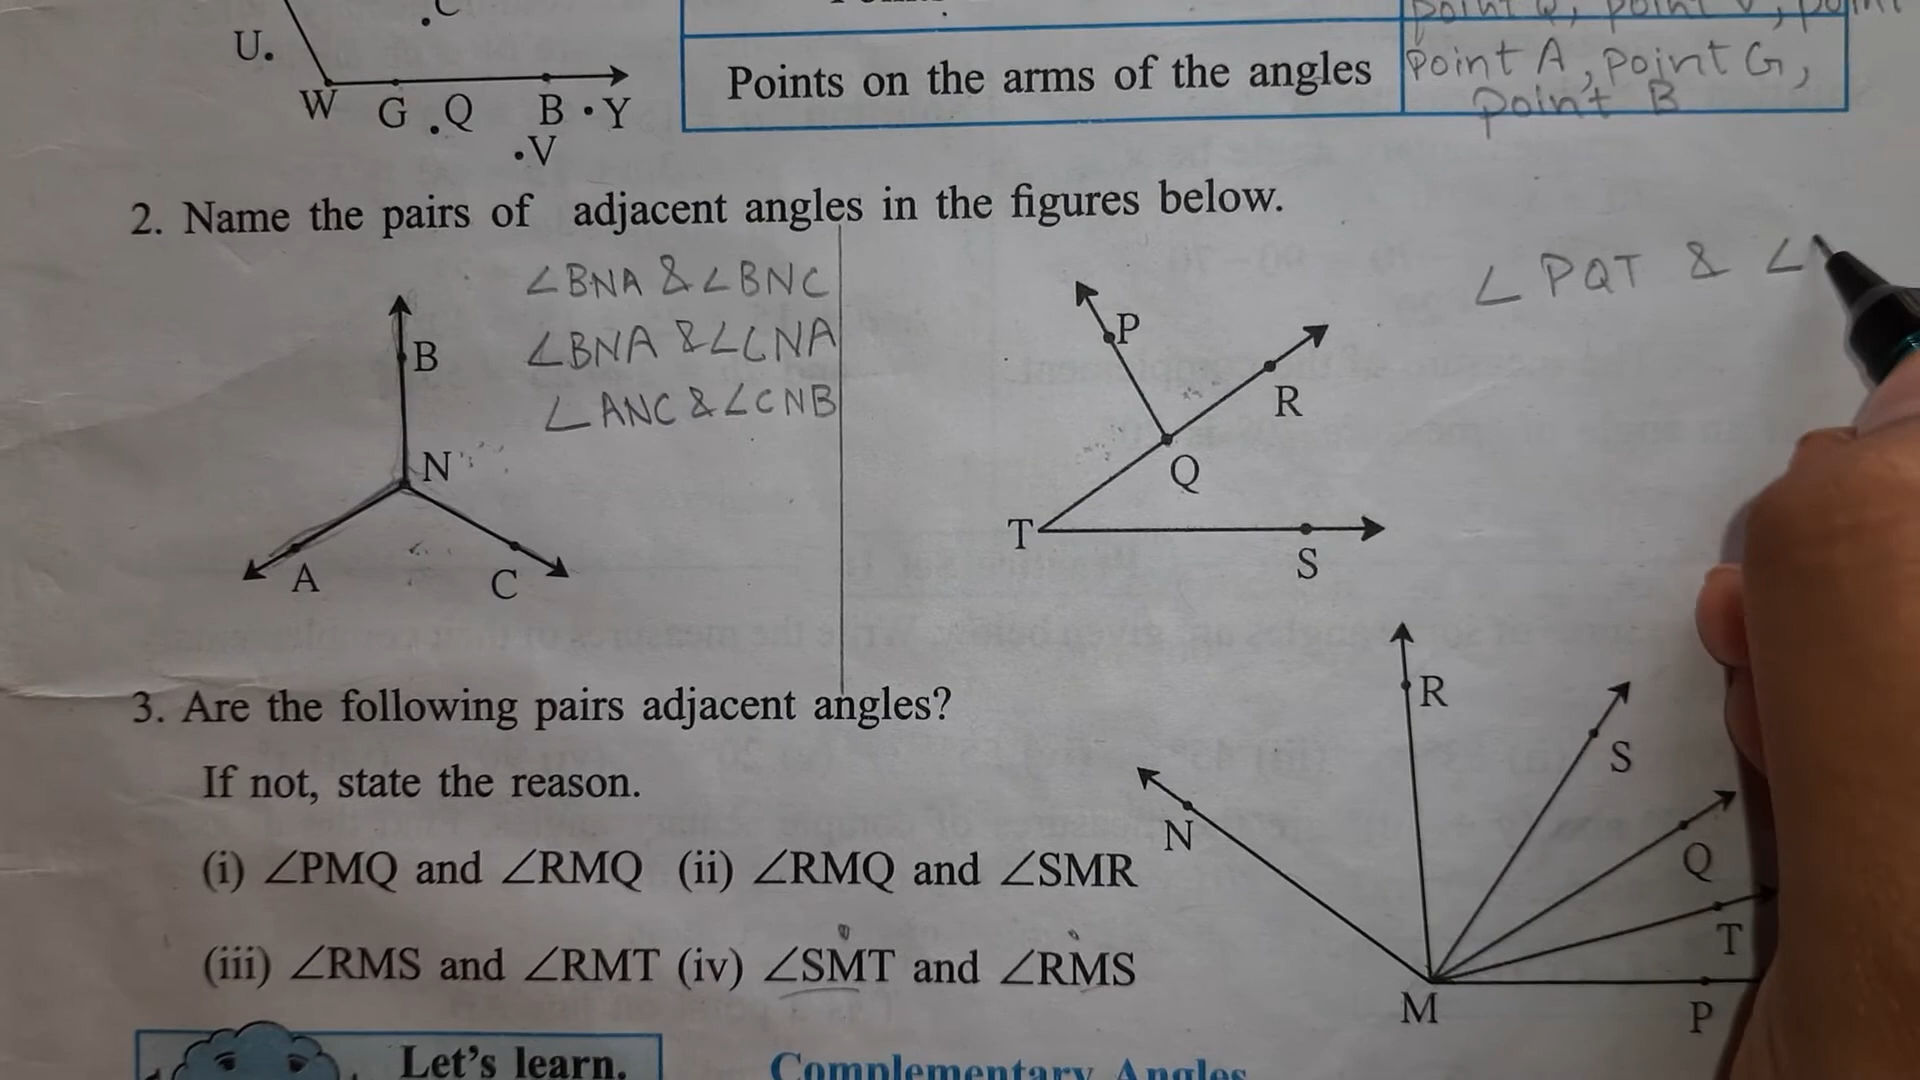 C
U.
W G Q B Y
V
Points on the arms of the angles
point Q, point V, point
point A, point G,
point B
2. Name the pairs of adjacent angles in the figures below.
∠BNA & ∠BNC
∠BNA & ∠CNA
∠ANC & ∠CNB
B
N
A
C
∠ PQT & ∠
P
R
Q
T
S
3. Are the following pairs adjacent angles?
If not, state the reason.
(i) ∠PMQ and ∠RMQ (ii) ∠RMQ and ∠SMR
(iii) ∠RMS and ∠RMT (iv) ∠SMT and ∠RMS
R
S
N
Q
T
M
P
Let's learn.
Complementary Angles